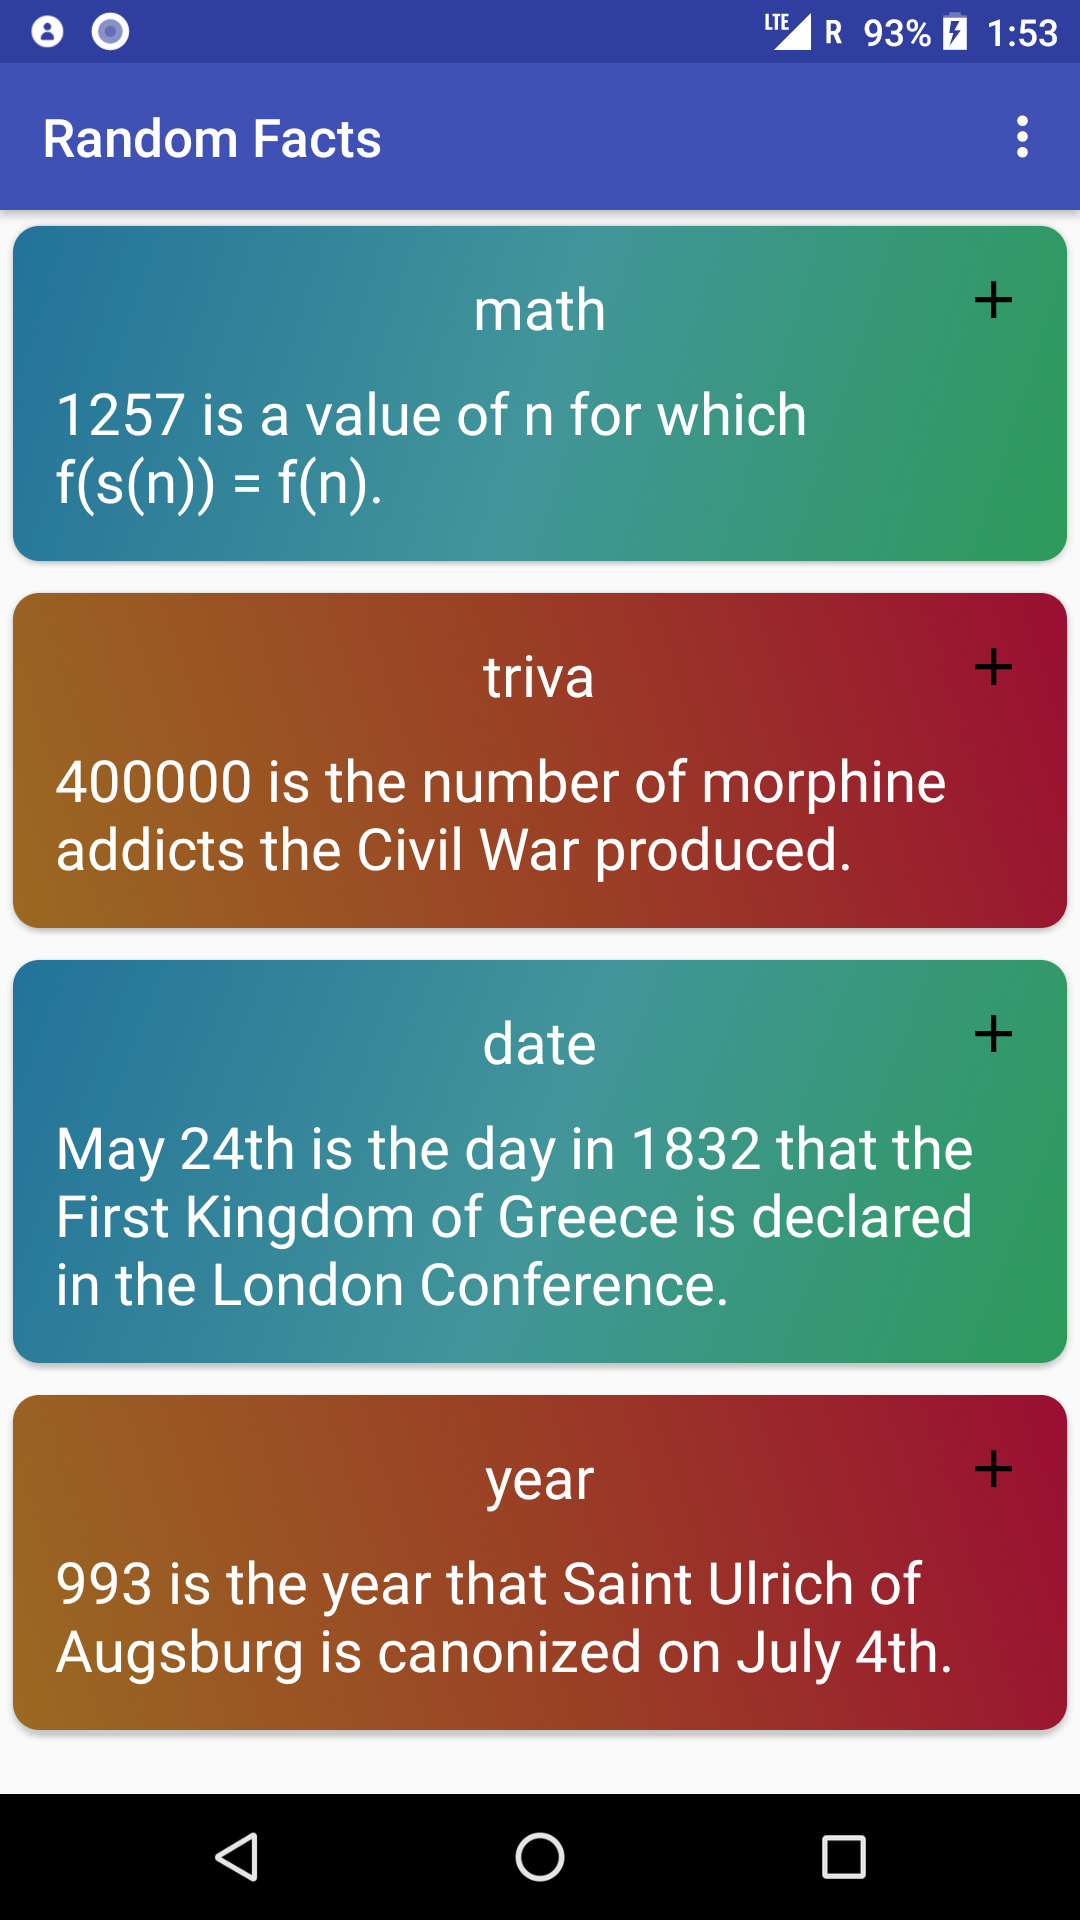 LTE R 93% 1:53
Random Facts
math
1257 is a value of n for which
f(s(n)) = f(n).
triva
400000 is the number of morphine
addicts the Civil War produced.
date
May 24th is the day in 1832 that the
First Kingdom of Greece is declared
in the London Conference.
year
993 is the year that Saint Ulrich of
Augsburg is canonized on July 4th.